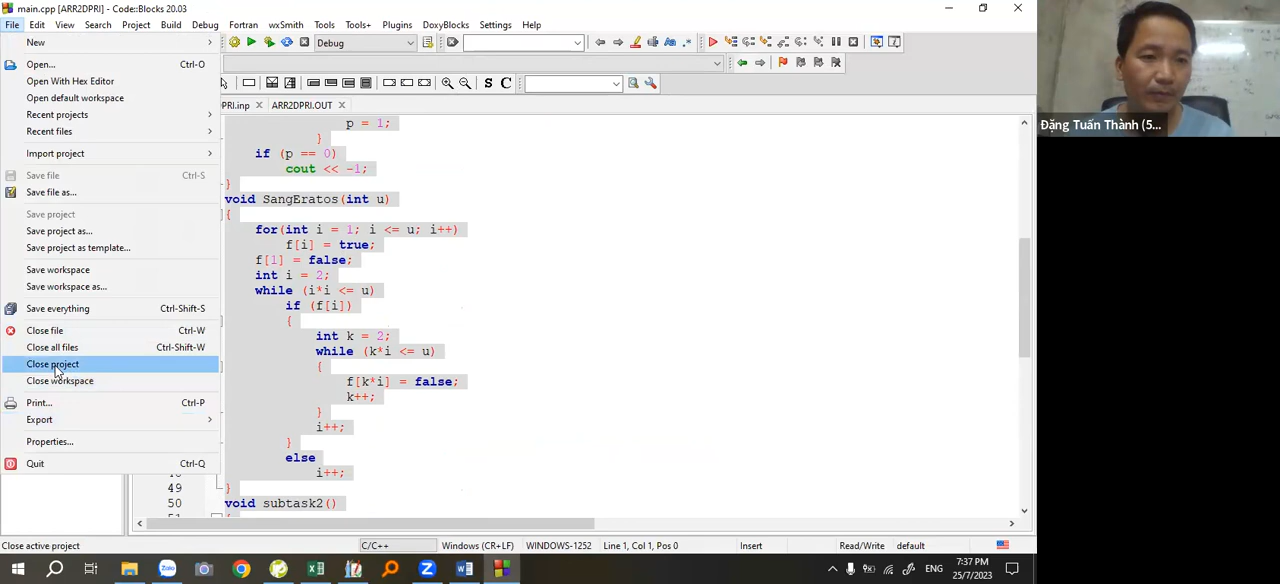 main.cpp [ARR2DPRI] - Code::Blocks 20.03
File Edit View Search Project Build Debug Fortran wxSmith Tools Tools+ Plugins DoxyBlocks Settings Help
New
Open... Ctrl-O
Open With Hex Editor
Open default workspace
Recent projects
Recent files
Import project
Save file Ctrl-S
Save file as...
Save project
Save project as...
Save project as template...
Save workspace
Save workspace as...
Save everything Ctrl-Shift-S
Close file Ctrl-W
Close all files Ctrl-Shift-W
Close project
Close workspace
Print... Ctrl-P
Export
Properties...
Quit Ctrl-Q
Debug
S C
PRI.inp ARR2DPRI.OUT
p = 1;
}
if (p == 0)
cout << -1;
}
void SangEratos(int u)
{
for(int i = 1; i <= u; i++)
f[i] = true;
f[1] = false;
int i = 2;
while (i*i <= u)
if (f[i])
{
int k = 2;
while (k*i <= u)
{
f[k*i] = false;
k++;
}
i++;
}
else
i++;
49 }
50 void subtask2()
{
Close active project C/C++ Windows (CR+LF) WINDOWS-1252 Line 1, Col 1, Pos 0 Insert Read/Write default
Zalo ENG 7:37 PM 25/7/2023
Đặng Tuấn Thành (5...